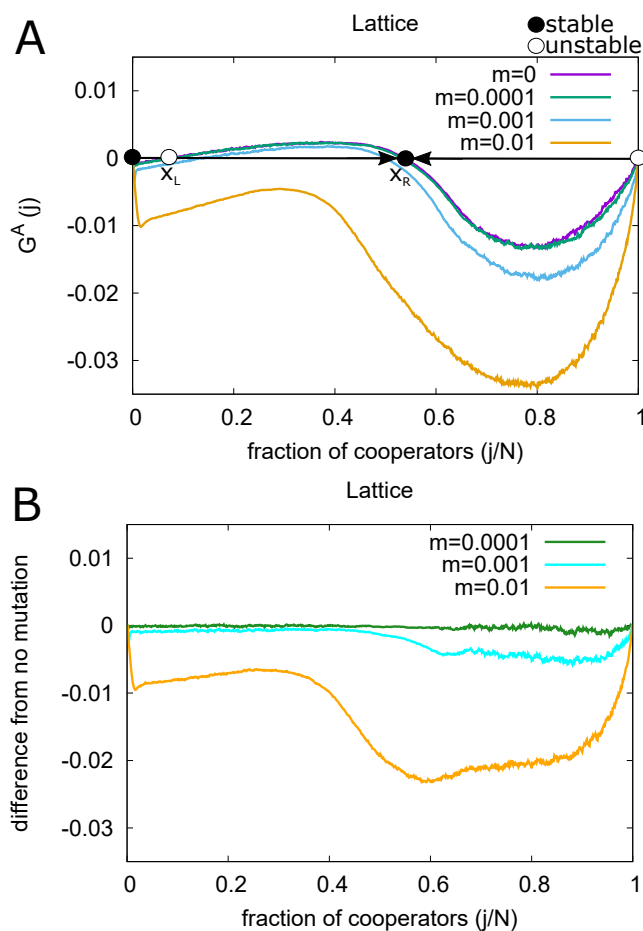 A
Lattice
stable
unstable
m=0
m=0.0001
m=0.001
m=0.01
0.01
0
-0.01
-0.02
-0.03
G^A (j)
x_L
x_R
0
0.2
0.4
0.6
0.8
1
fraction of cooperators (j/N)
B
Lattice
m=0.0001
m=0.001
m=0.01
0.01
0
-0.01
-0.02
-0.03
difference from no mutation
0
0.2
0.4
0.6
0.8
1
fraction of cooperators (j/N)